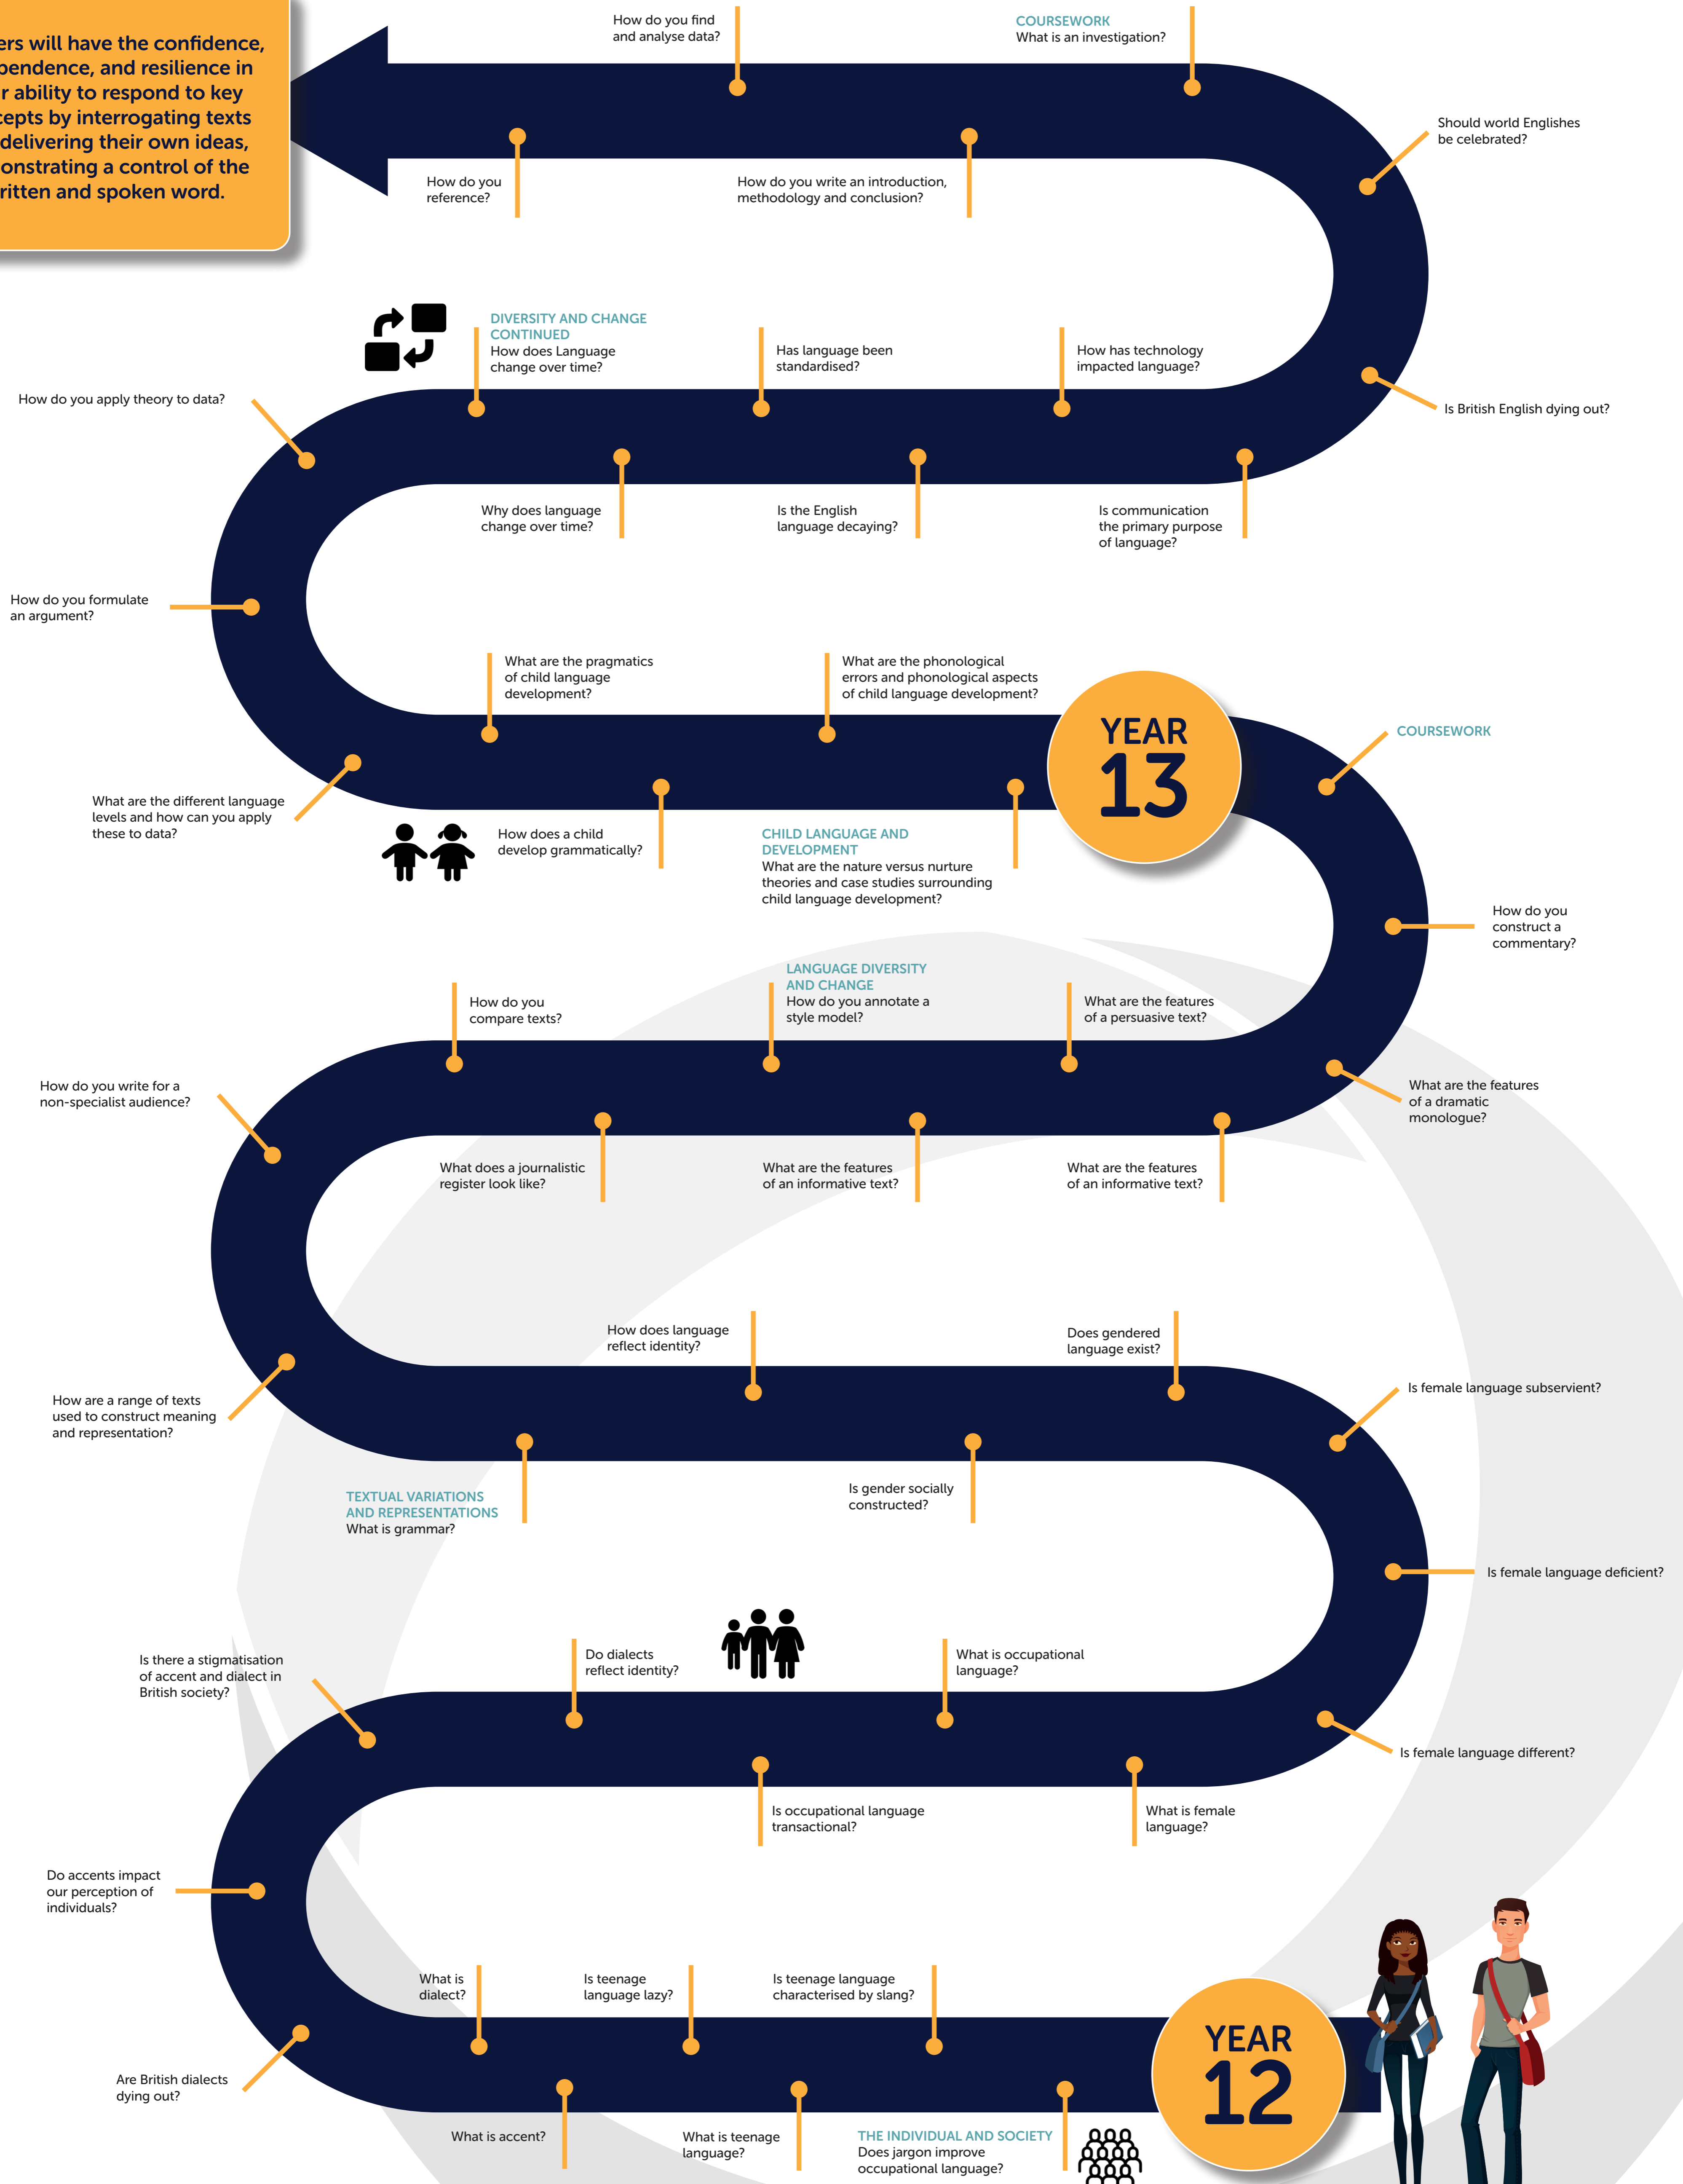 ers will have the confidence,
pendence, and resilience in
r ability to respond to key
cepts by interrogating texts
delivering their own ideas,
onstrating a control of the
ritten and spoken word.
How do you find
and analyse data?
COURSEWORK
What is an investigation?
Should world Englishes
be celebrated?
How do you
reference?
How do you write an introduction,
methodology and conclusion?
DIVERSITY AND CHANGE
CONTINUED
How does Language
change over time?
Has language been
standardised?
How has technology
impacted language?
How do you apply theory to data?
Is British English dying out?
Why does language
change over time?
Is the English
language decaying?
Is communication
the primary purpose
of language?
How do you formulate
an argument?
What are the pragmatics
of child language
development?
What are the phonological
errors and phonological aspects
of child language development?
YEAR
13
COURSEWORK
What are the different language
levels and how can you apply
these to data?
How does a child
develop grammatically?
CHILD LANGUAGE AND
DEVELOPMENT
What are the nature versus nurture
theories and case studies surrounding
child language development?
How do you
construct a
commentary?
How do you
compare texts?
LANGUAGE DIVERSITY
AND CHANGE
How do you annotate a
style model?
What are the features
of a persuasive text?
How do you write for a
non-specialist audience?
What are the features
of a dramatic
monologue?
What does a journalistic
register look like?
What are the features
of an informative text?
What are the features
of an informative text?
How does language
reflect identity?
Does gendered
language exist?
How are a range of texts
used to construct meaning
and representation?
Is female language subservient?
TEXTUAL VARIATIONS
AND REPRESENTATIONS
What is grammar?
Is gender socially
constructed?
Is female language deficient?
Is there a stigmatisation
of accent and dialect in
British society?
Do dialects
reflect identity?
What is occupational
language?
Is female language different?
Is occupational language
transactional?
What is female
language?
Do accents impact
our perception of
individuals?
What is
dialect?
Is teenage
language lazy?
Is teenage language
characterised by slang?
YEAR
12
Are British dialects
dying out?
What is accent?
What is teenage
language?
THE INDIVIDUAL AND SOCIETY
Does jargon improve
occupational language?